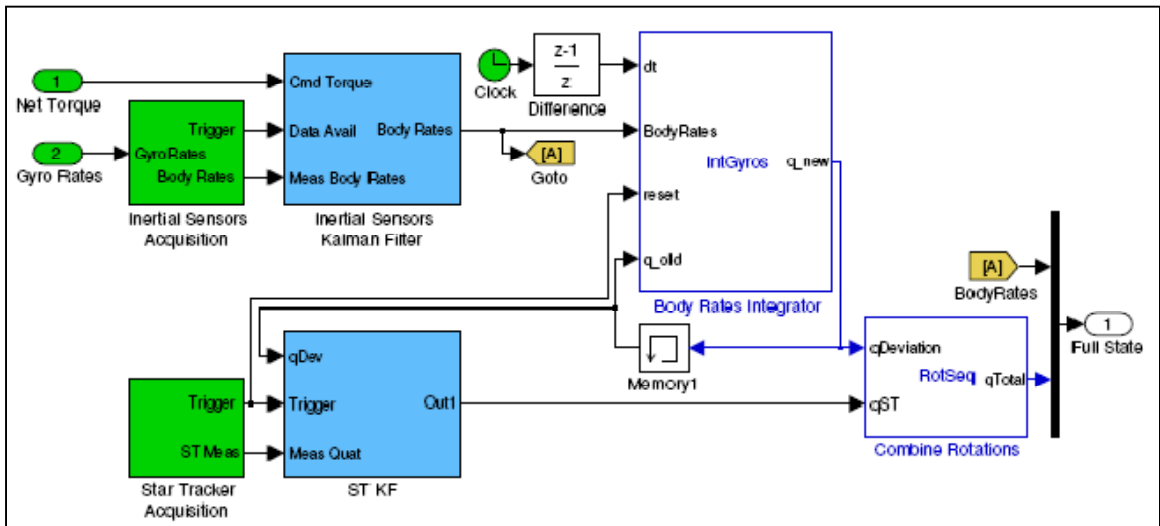 1
Net Torque
2
Gyro Rates
Trigger
GyroRates
Body Rates
Inertial Sensors
Acquisition
Cmd Torque
Data Avail
Body Rates
Meas Body Rates
Inertial Sensors
Kalman Filter
Clock
z-1
z
Difference
[A]
Goto
dt
BodyRates
IntGyros
q_new
reset
q_old
Body Rates Integrator
Memory1
Trigger
ST Meas
Star Tracker
Acquisition
qDev
Trigger
Out1
Meas Quat
ST KF
qDeviation
RotSeq
qTotal
qST
Combine Rotations
[A]
BodyRates
1
Full State